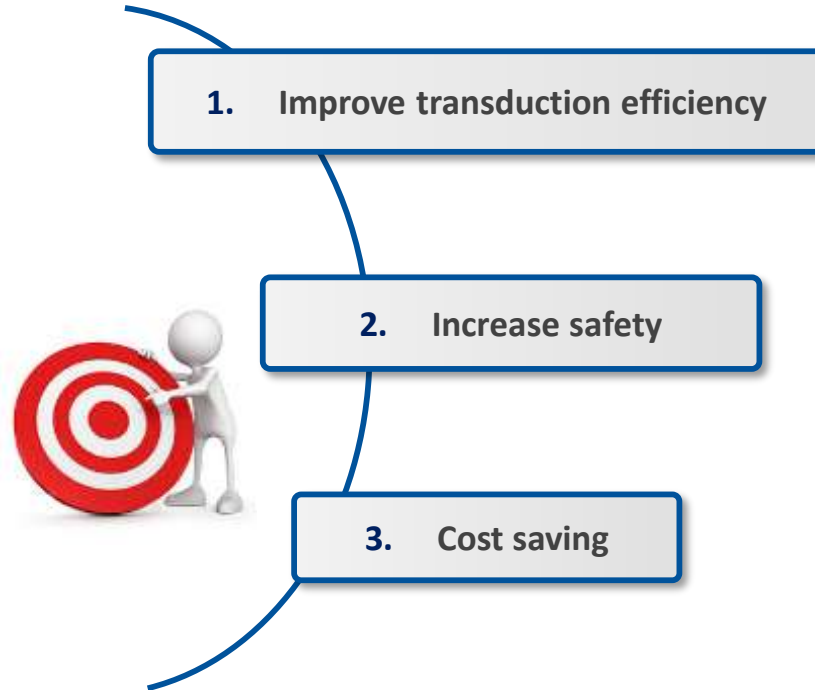 1. Improve transduction efficiency
2. Increase safety
3. Cost saving